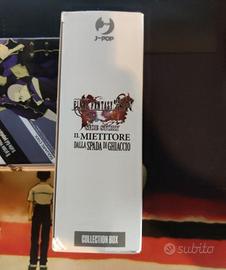 J-POP
FINAL FANTASY
IL MIETITORE
DALLA SPADA DI GHIACCIO
COLLECTION BOX
subito